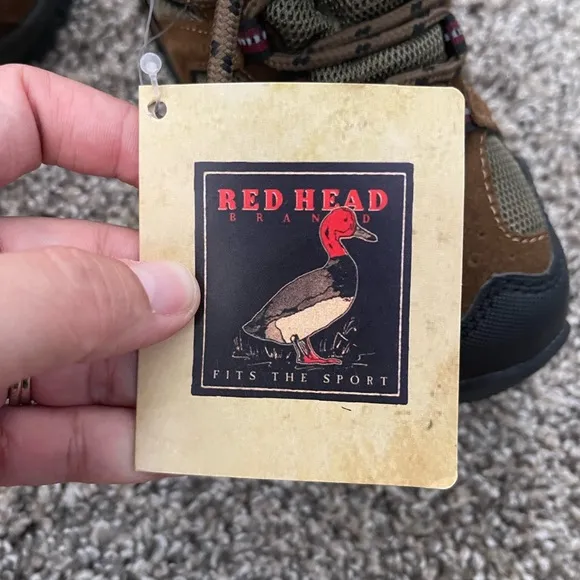 RED HEAD
BRAND
FITS THE SPORT